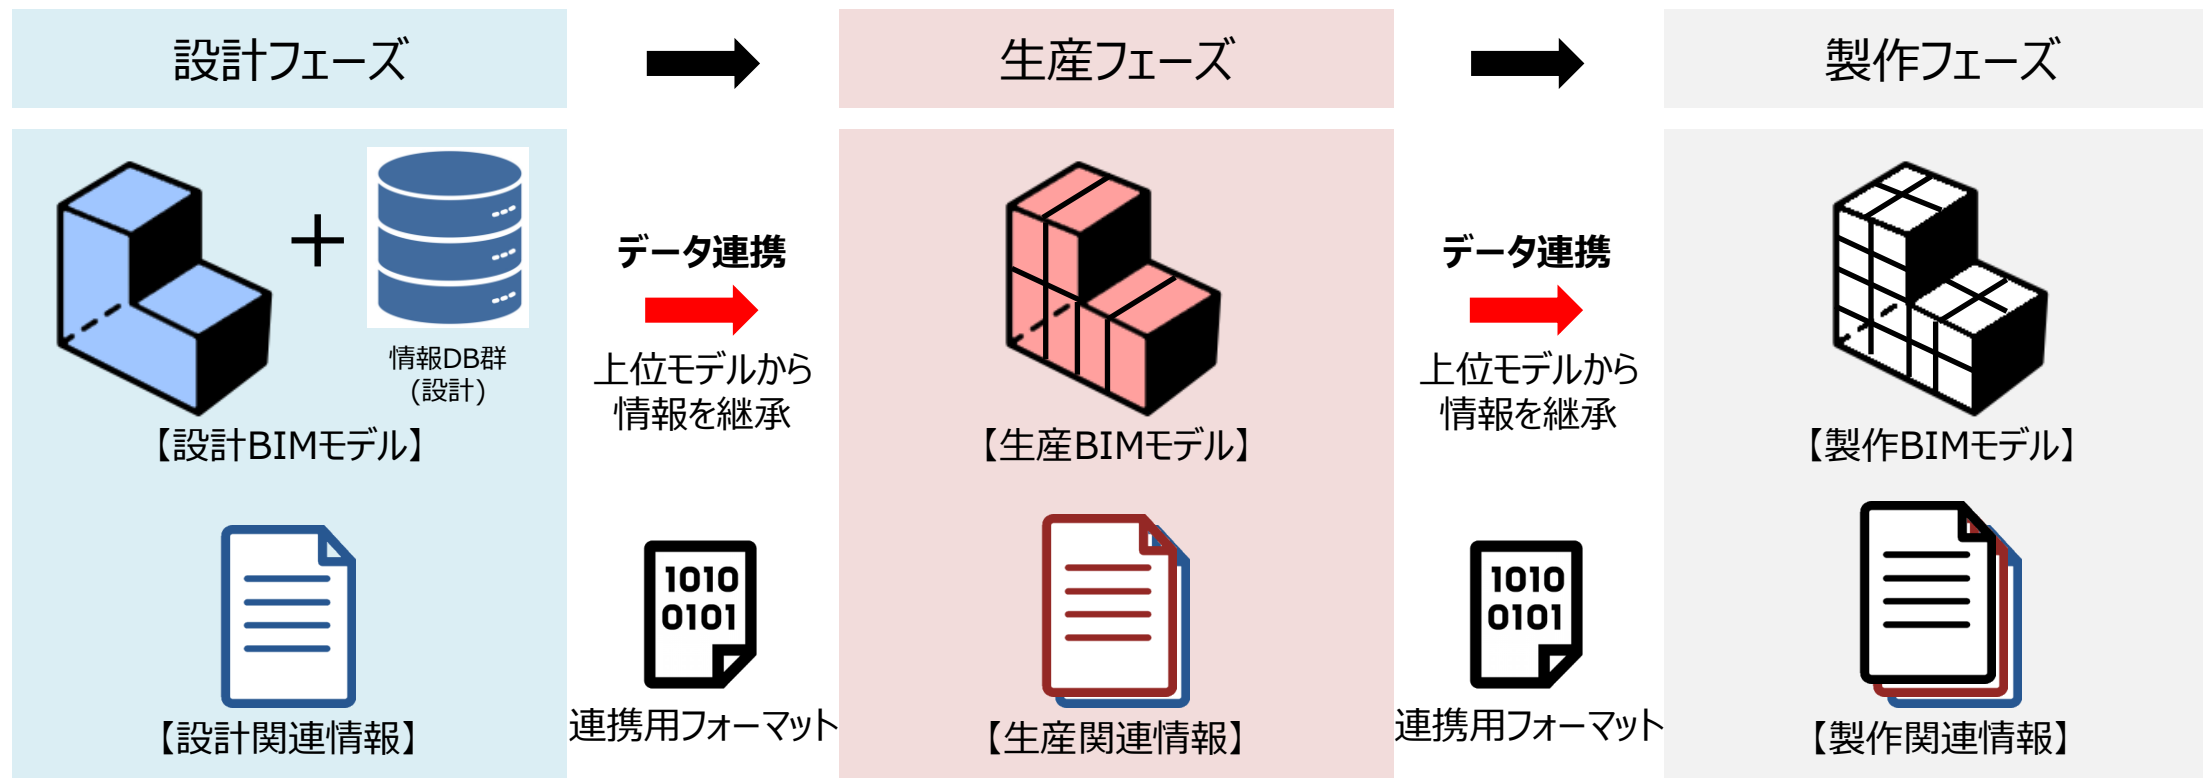 設計フェーズ
生産フェーズ
製作フェーズ
+
情報DB群
(設計)
【設計BIMモデル】
データ連携
上位モデルから
情報を継承
【生産BIMモデル】
データ連携
上位モデルから
情報を継承
【製作BIMモデル】
【設計関連情報】
1010
0101
連携用フォーマット
【生産関連情報】
1010
0101
連携用フォーマット
【製作関連情報】